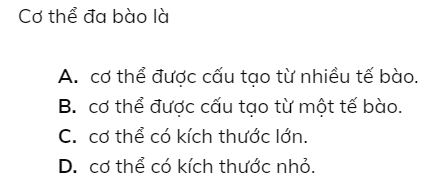 Cơ thể đa bào là
A. cơ thể được cấu tạo từ nhiều tế bào.
B. cơ thể được cấu tạo từ một tế bào.
C. cơ thể có kích thước lớn.
D. cơ thể có kích thước nhỏ.